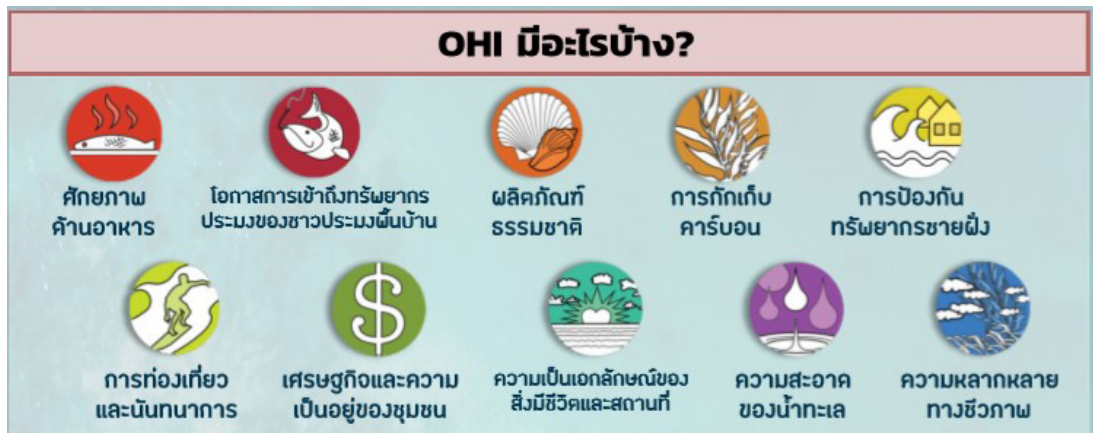 OHI มีอะไรบ้าง?
ศักยภาพ
ด้านอาหาร
โอกาสการเข้าถึงทรัพยากร
ประมงของชาวประมงพื้นบ้าน
ผลิตภัณฑ์
ธรรมชาติ
การกักเก็บ
คาร์บอน
การป้องกัน
ทรัพยากรชายฝั่ง
การท่องเที่ยว
และนันทนาการ
เศรษฐกิจและความ
เป็นอยู่ของชุมชน
ความเป็นเอกลักษณ์ของ
สิ่งมีชีวิตและสถานที่
ความสะอาด
ของน้ำทะเล
ความหลากหลาย
ทางชีวภาพ